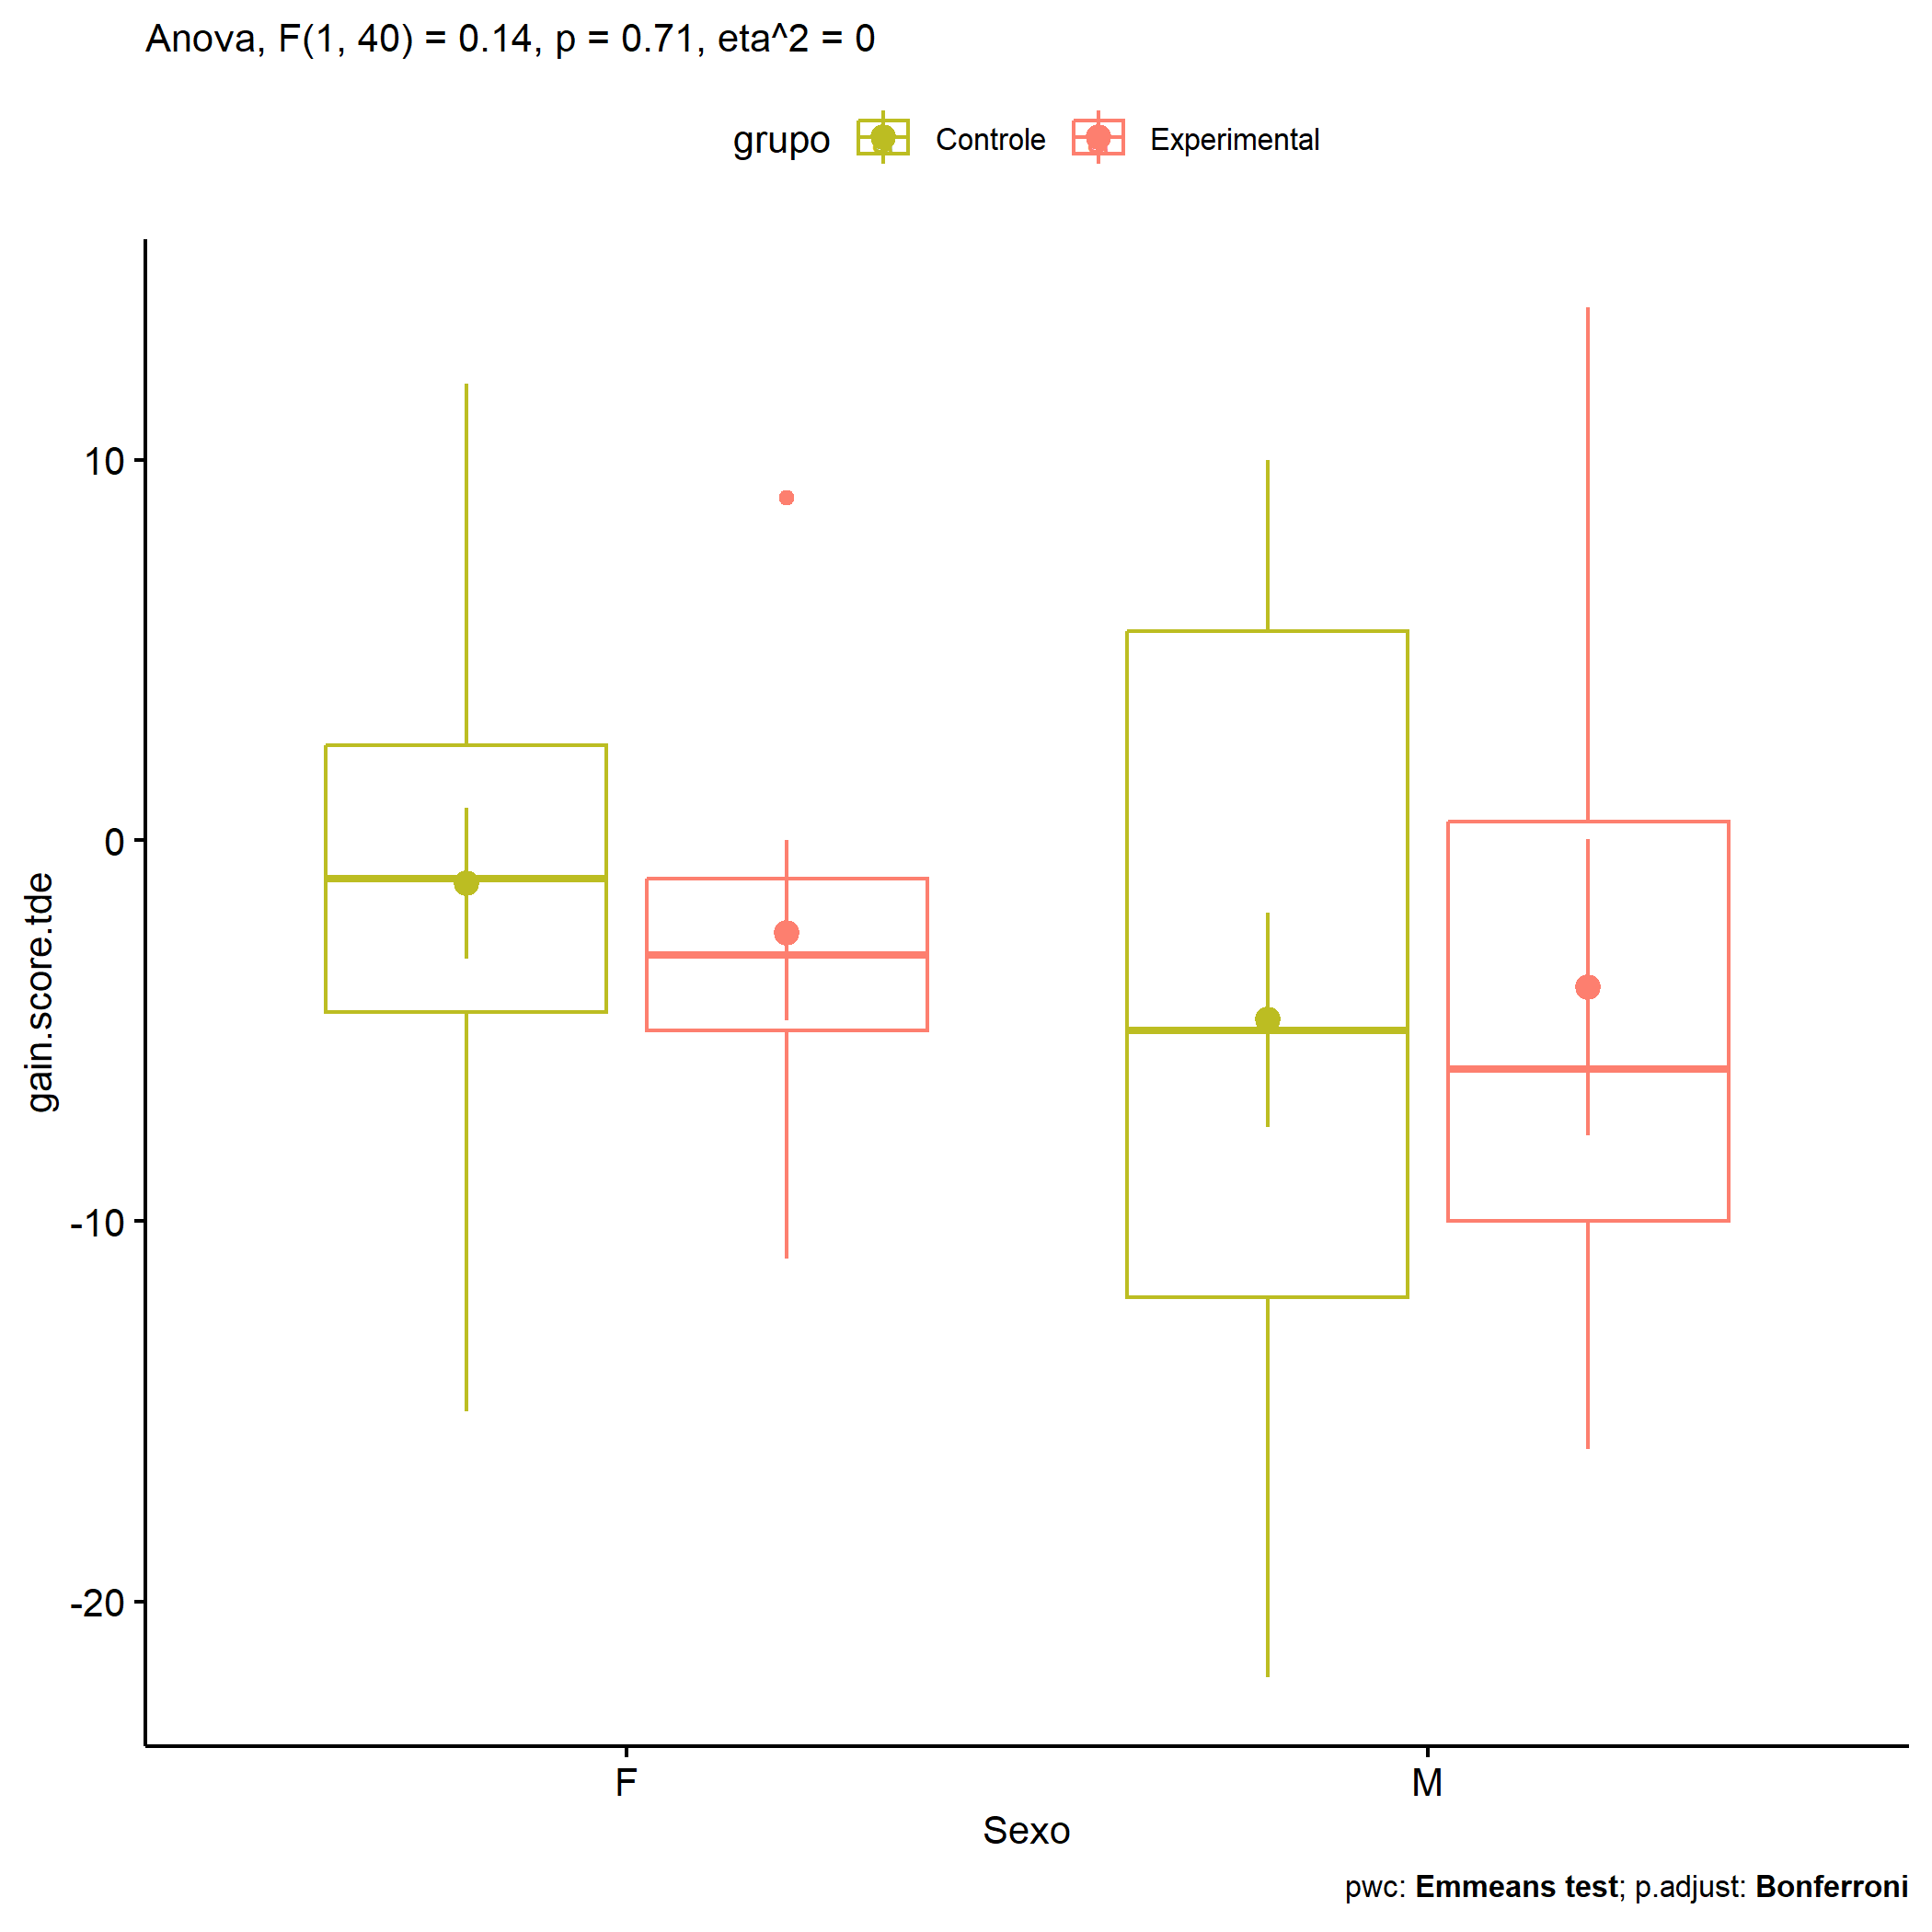 Anova, F(1, 40) = 0.14, p = 0.71, eta^2 = 0
grupo Controle Experimental
10
0
-10
-20
gain.score.tde
F M
Sexo
pwc: Emmeans test; p.adjust: Bonferroni